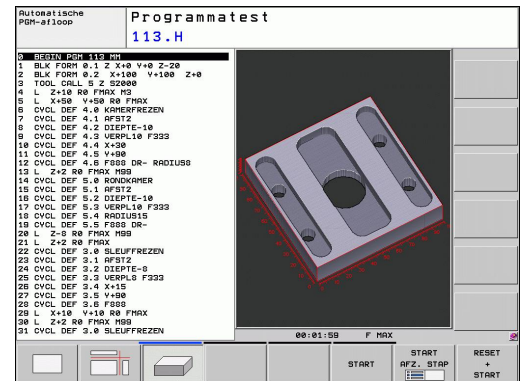 Automatische
PGM-afloop
Programmatest
113.H
0 BEGIN PGM 113 MM
1 BLK FORM 0.1 Z X+0 Y+0 Z-20
2 BLK FORM 0.2 X+100 Y+100 Z+0
3 TOOL CALL 5 Z S2000
4 L Z+10 R0 FMAX M3
5 L X+50 Y+50 R0 FMAX
6 CYCL DEF 4.0 KAMERFREZEN
7 CYCL DEF 4.1 AFST2
8 CYCL DEF 4.2 DIEPTE-10
9 CYCL DEF 4.3 VERPL10 F333
10 CYCL DEF 4.4 X+30
11 CYCL DEF 4.5 Y+90
12 CYCL DEF 4.6 F888 DR- RADIUS8
13 L Z+2 R0 FMAX M99
14 CYCL DEF 5.0 RONDKAMER
15 CYCL DEF 5.1 AFST2
16 CYCL DEF 5.2 DIEPTE-10
17 CYCL DEF 5.3 VERPL10 F333
18 CYCL DEF 5.4 RADIUS15
19 CYCL DEF 5.5 F888 DR-
20 L Z-8 R0 FMAX M99
21 L Z+2 R0 FMAX
22 CYCL DEF 3.0 SLEUFFREZEN
23 CYCL DEF 3.1 AFST2
24 CYCL DEF 3.2 DIEPTE-8
25 CYCL DEF 3.3 VERPL8 F333
26 CYCL DEF 3.4 X+15
27 CYCL DEF 3.5 Y+90
28 CYCL DEF 3.6 F888
29 L X+10 Y+10 R0 FMAX
30 L Z+2 R0 FMAX M99
31 CYCL DEF 3.0 SLEUFFREZEN
00:01:59 F MAX
START
START
AFZ. STAP
RESET
+
START